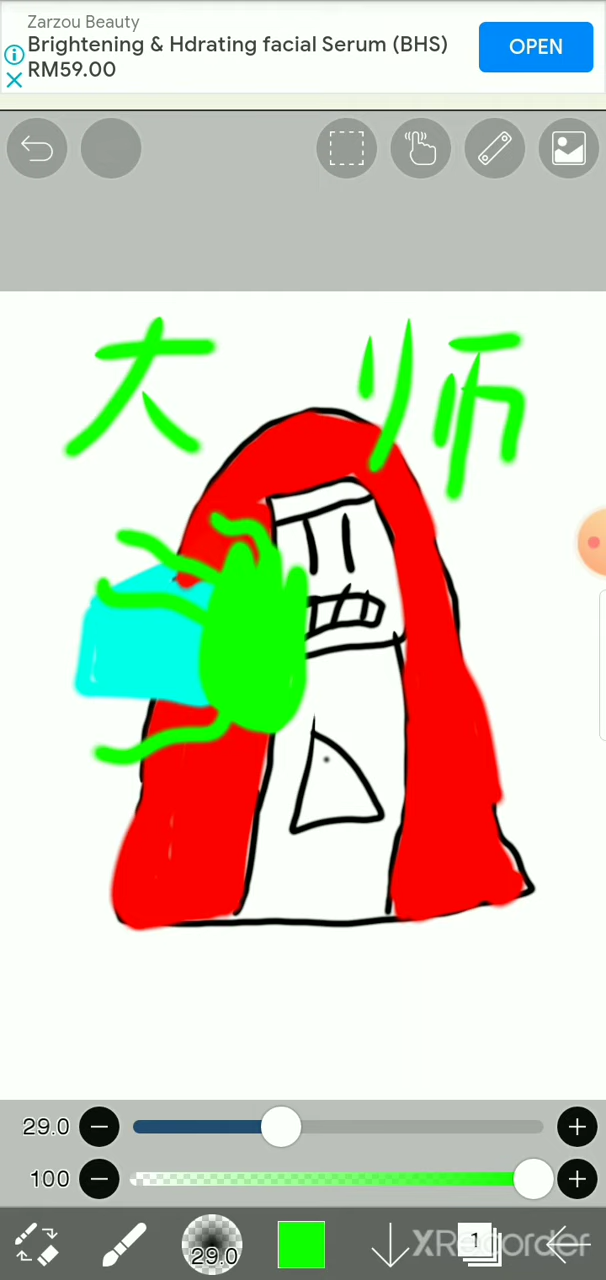 Zarzou Beauty
Brightening & Hdrating facial Serum (BHS)
RM59.00
OPEN
大师
29.0
100
29.0
1
XRecorder